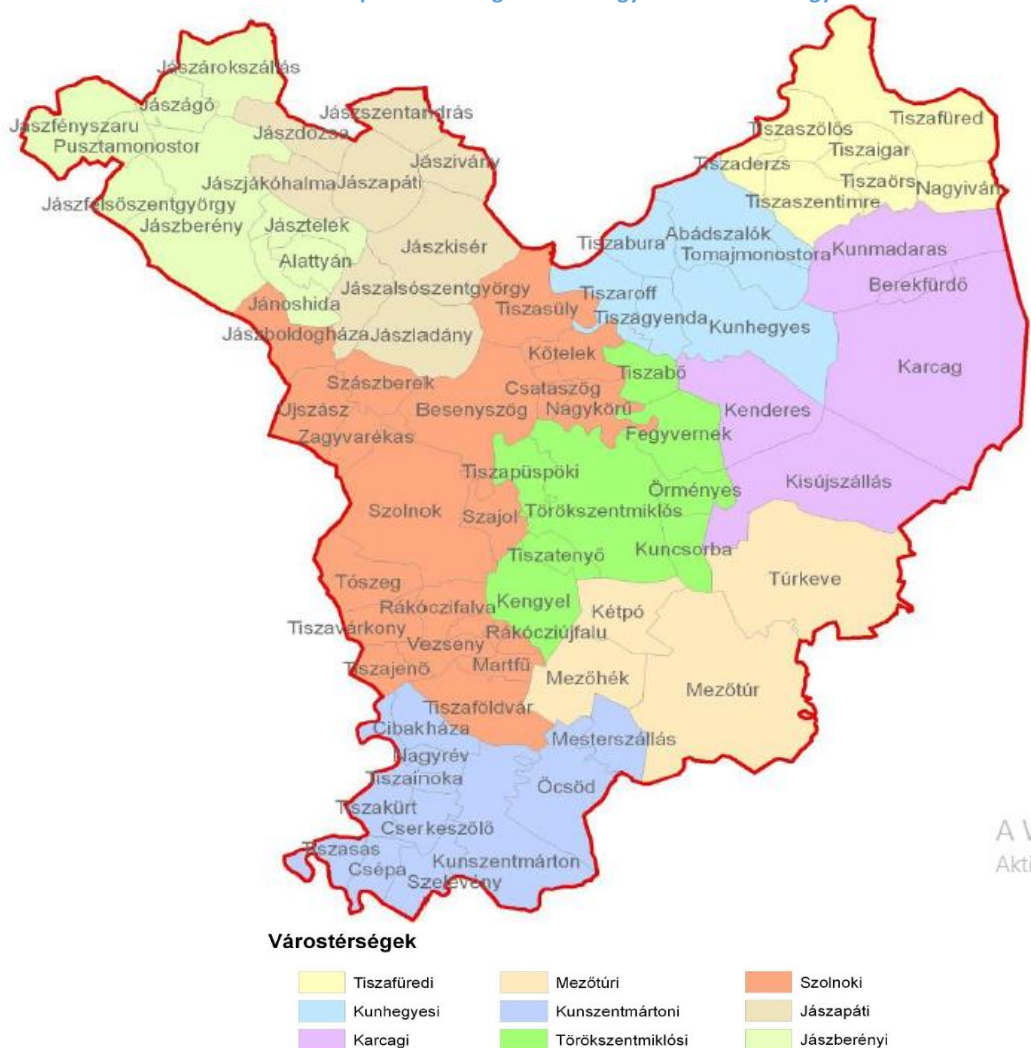 Jászárokszállás
Jászágó
Jászszentandrás
Jászfényszaru
Jászdózsa
Pusztamonostor
Jászivány
Jászjákóhalma
Jászapáti
Jászfelsőszentgyörgy
Jászberény
Jásztelek
Jászkisér
Alattyán
Jászalsószentgyörgy
Jánoshida
Jászboldogháza
Jászladány
Tiszafüred
Tiszaszőlős
Tiszaigar
Tiszaderzs
Tiszaörs
Nagyiván
Tiszaszentimre
Tiszabura
Abádszalók
Tomajmonostora
Kunmadaras
Berekfürdő
Tiszaroff
Tiszasüly
Tiszagyenda
Kunhegyes
Karcag
Kőtelek
Tiszabő
Szászberek
Csataszög
Újszász
Besenyszög
Nagykörű
Kenderes
Zagyvarékas
Fegyvernek
Tiszapüspöki
Örményes
Kisújszállás
Szolnok
Szajol
Törökszentmiklós
Tiszatenyő
Kuncsorba
Tószeg
Túrkeve
Rákóczifalva
Kengyel
Kétpó
Tiszavárkony
Vezseny
Rákócziújfalu
Tiszajenő
Martfű
Mezőhék
Mezőtúr
Tiszaföldvár
Cibakháza
Mesterszállás
Nagyrév
Tiszainoka
Öcsöd
Tiszakürt
Cserkeszőlő
Tiszasas
Csépa
Kunszentmárton
Szelevény
Várostérségek
Tiszafüredi
Mezőtúri
Szolnoki
Kunhegyesi
Kunszentmártoni
Jászapáti
Karcagi
Törökszentmiklósi
Jászberényi